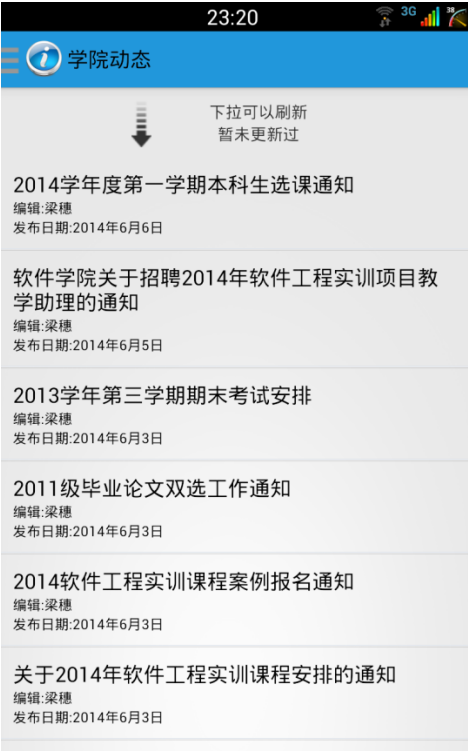 23:20
3G
38
学院动态
下拉可以刷新
暂未更新过
2014学年度第一学期本科生选课通知
编辑:梁穗
发布日期:2014年6月6日
软件学院关于招聘2014年软件工程实训项目教
学助理的通知
编辑:梁穗
发布日期:2014年6月5日
2013学年第三学期期末考试安排
编辑:梁穗
发布日期:2014年6月3日
2011级毕业论文双选工作通知
编辑:梁穗
发布日期:2014年6月3日
2014软件工程实训课程案例报名通知
编辑:梁穗
发布日期:2014年6月3日
关于2014年软件工程实训课程安排的通知
编辑:梁穗
发布日期:2014年6月3日